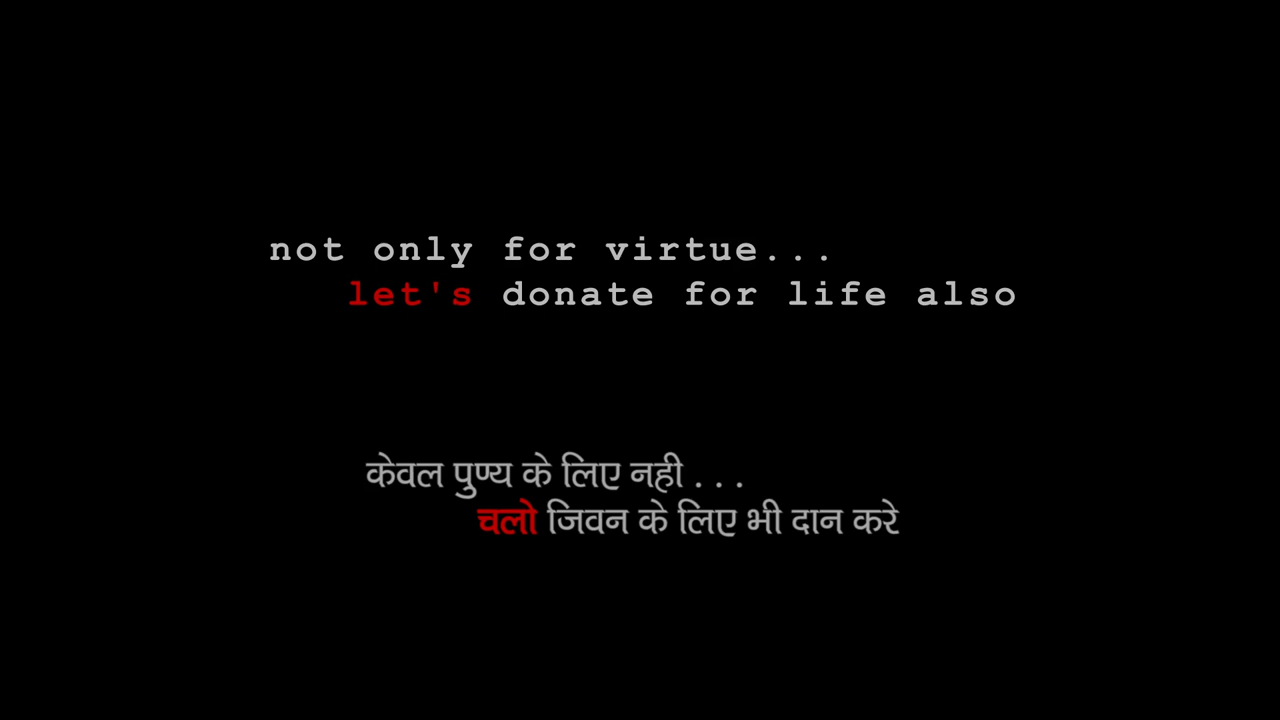 not only for virtue...
let's donate for life also
केवल पुण्य के लिए नही . . .
चलो जिवन के लिए भी दान करे